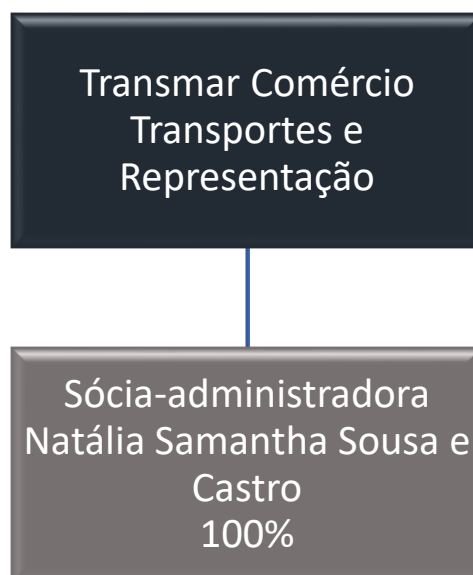 Transmar Comércio
Transportes e
Representação
Sócia-administradora
Natália Samantha Sousa e
Castro
100%